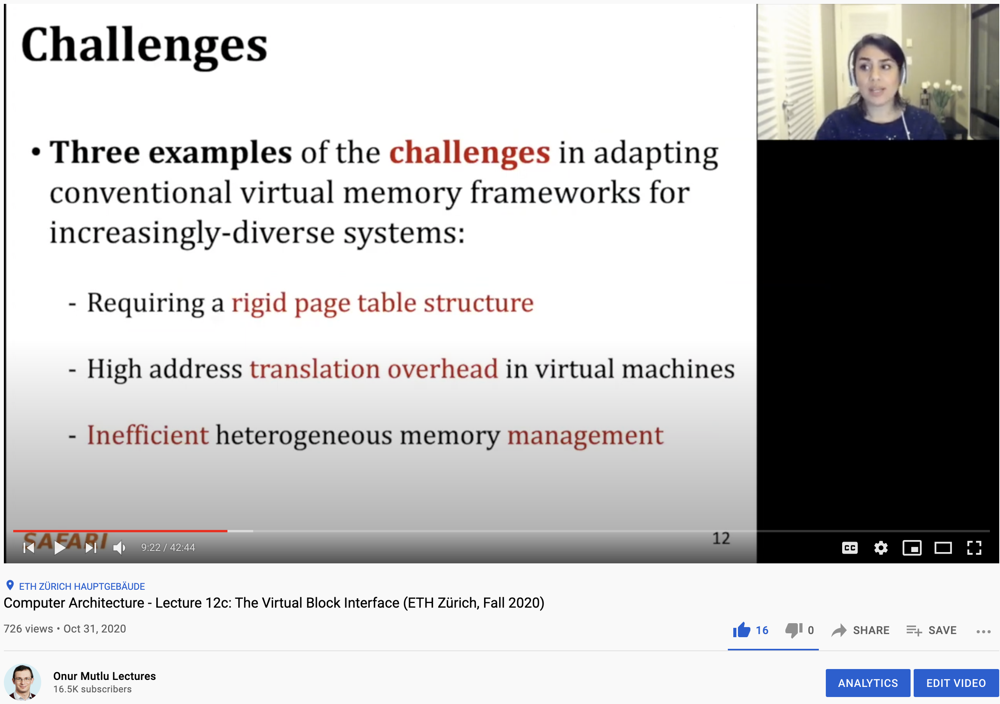 Challenges
• Three examples of the challenges in adapting
conventional virtual memory frameworks for
increasingly-diverse systems:
- Requiring a rigid page table structure
- High address translation overhead in virtual machines
- Inefficient heterogeneous memory management
SAFARI
12
9:22 / 42:44
CC
ETH ZÜRICH HAUPTGEBÄUDE
Computer Architecture - Lecture 12c: The Virtual Block Interface (ETH Zürich, Fall 2020)
726 views • Oct 31, 2020
16
0
SHARE
SAVE
Onur Mutlu Lectures
16.5K subscribers
ANALYTICS
EDIT VIDEO